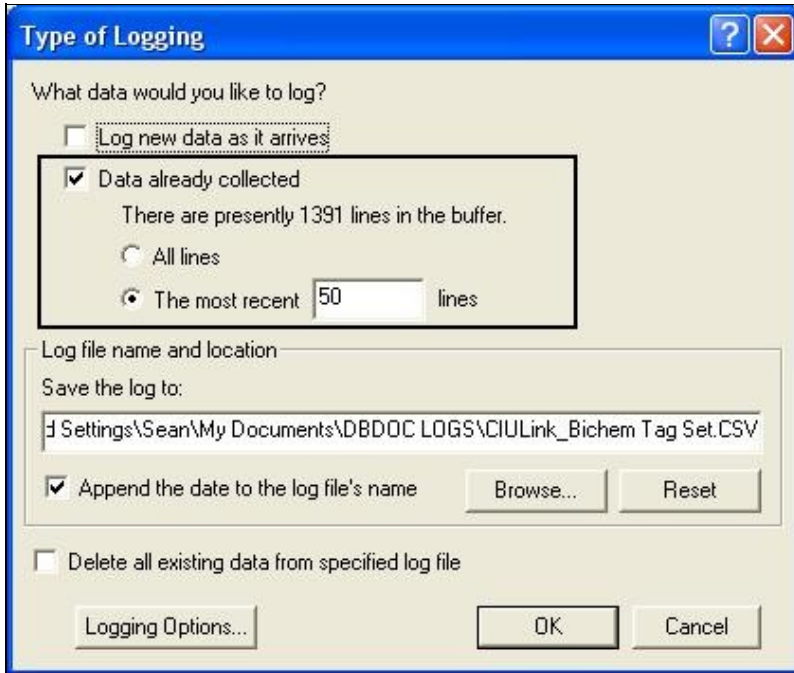 Type of Logging
What data would you like to log?
Log new data as it arrives
Data already collected
There are presently 1391 lines in the buffer.
All lines
The most recent 50 lines
Log file name and location
Save the log to:
d Settings\Sean\My Documents\DBDOC LOGS\CIULink_Bichem Tag Set.CSV
Append the date to the log file's name
Browse...
Reset
Delete all existing data from specified log file
Logging Options...
OK
Cancel